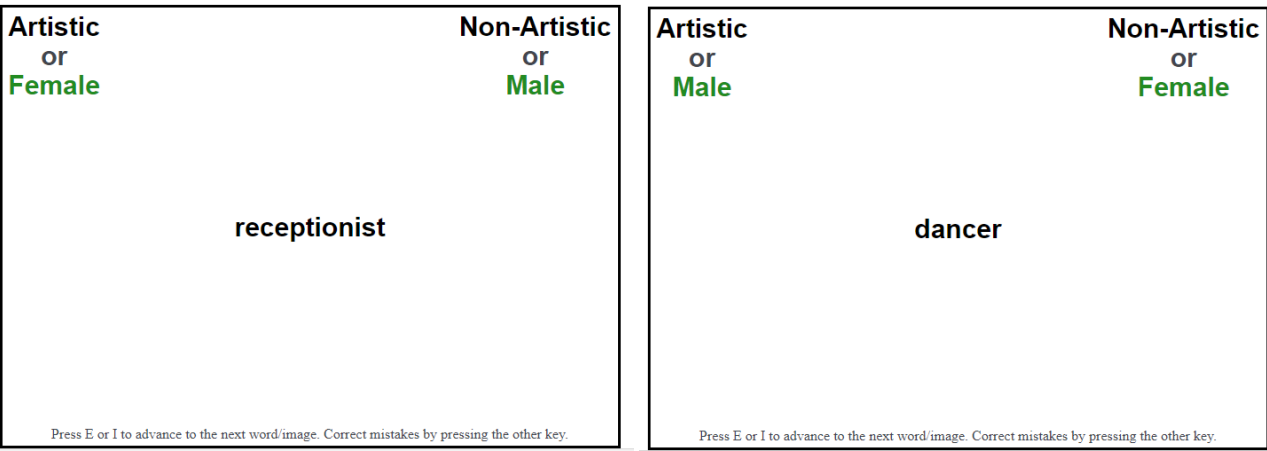 Artistic
or
Female
Non-Artistic
or
Male
receptionist
Press E or I to advance to the next word/image. Correct mistakes by pressing the other key.
Artistic
or
Male
Non-Artistic
or
Female
dancer
Press E or I to advance to the next word/image. Correct mistakes by pressing the other key.